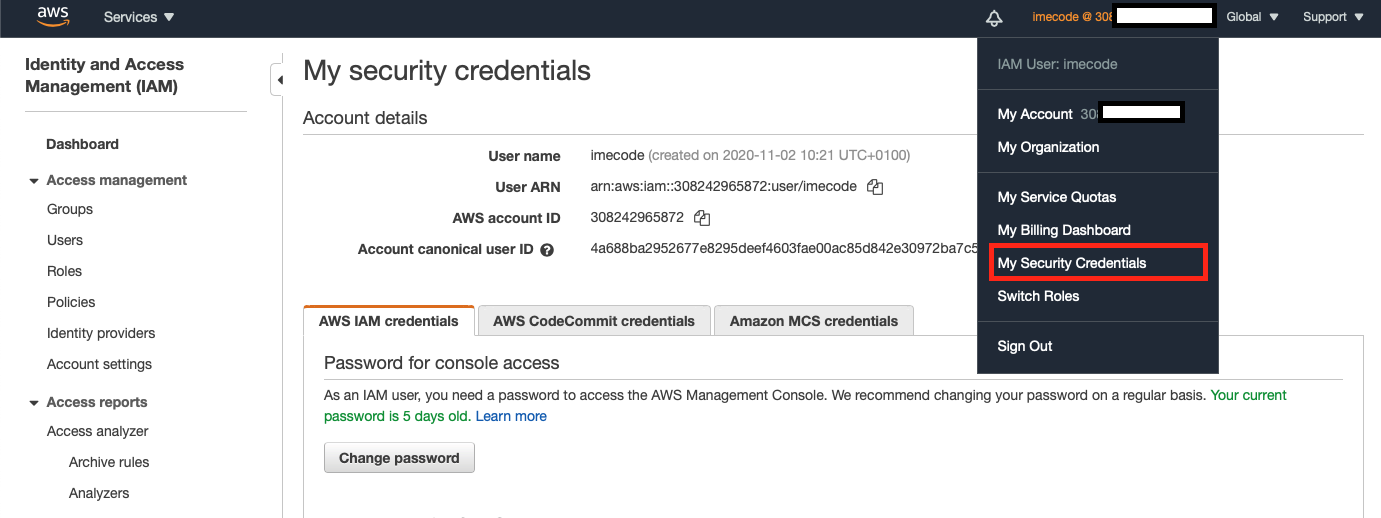 aws
Services
imecode @ 308
Global
Support
Identity and Access
Management (IAM)
Dashboard
Access management
Groups
Users
Roles
Policies
Identity providers
Account settings
Access reports
Access analyzer
Archive rules
Analyzers
My security credentials
Account details
User name imecode (created on 2020-11-02 10:21 UTC+0100)
User ARN arn:aws:iam::308242965872:user/imecode
AWS account ID 308242965872
Account canonical user ID ? 4a688ba2952677e8295deef4603fae00ac85d842e30972ba7c5
AWS IAM credentials
AWS CodeCommit credentials
Amazon MCS credentials
Password for console access
As an IAM user, you need a password to access the AWS Management Console. We recommend changing your password on a regular basis. Your current
password is 5 days old. Learn more
Change password
IAM User: imecode
My Account 308
My Organization
My Service Quotas
My Billing Dashboard
My Security Credentials
Switch Roles
Sign Out